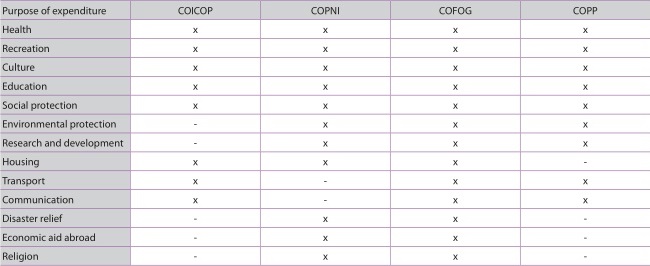 Purpose of expenditure COICOP COPNI COFOG COPP
Health x x x x
Recreation x x x x
Culture x x x x
Education x x x x
Social protection x x x x
Environmental protection - x x x
Research and development - x x x
Housing x x x -
Transport x - x x
Communication x - x x
Disaster relief - x x -
Economic aid abroad - x x -
Religion - x x -